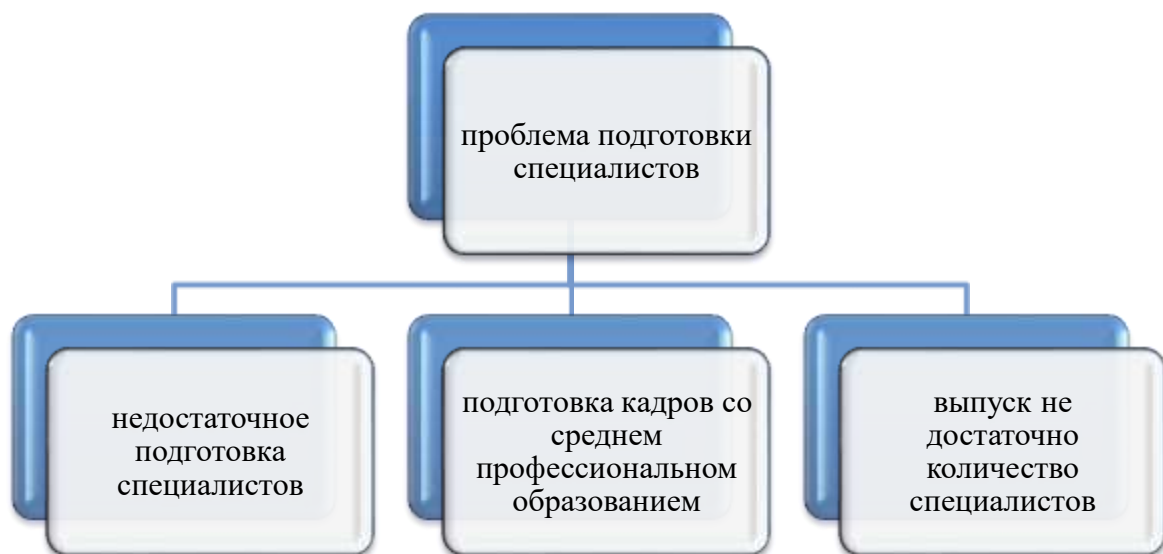 проблема подготовки
специалистов
недостаточное
подготовка
специалистов
подготовка кадров со
среднем
профессиональном
образованием
выпуск не
достаточно
количество
специалистов